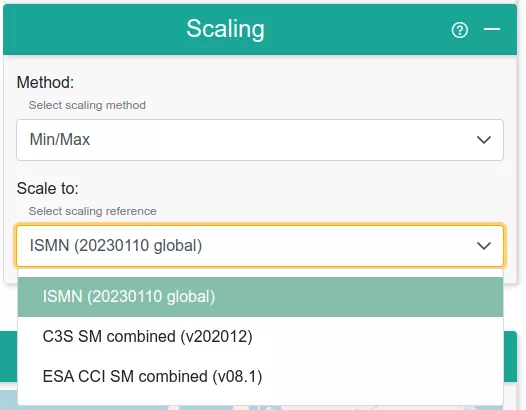 Scaling
Method:
Select scaling method
Min/Max
Scale to:
Select scaling reference
ISMN (20230110 global)
ISMN (20230110 global)
C3S SM combined (v202012)
ESA CCI SM combined (v08.1)